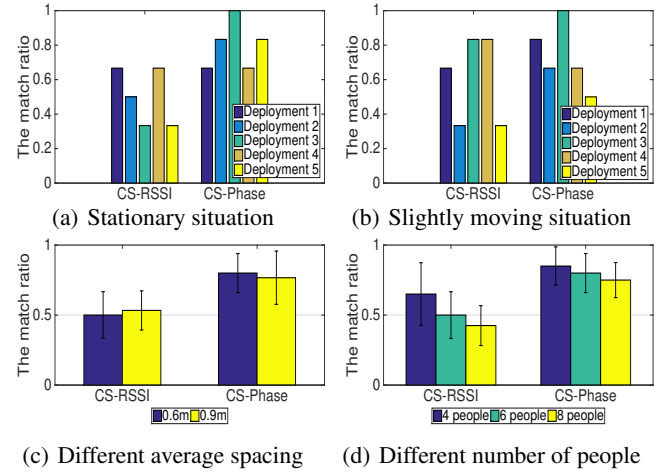 The match ratio
1
0.8
0.6
0.4
0.2
0
CS-RSSI
CS-Phase
Deployment 1
Deployment 2
Deployment 3
Deployment 4
Deployment 5
(a) Stationary situation
The match ratio
1
0.8
0.6
0.4
0.2
0
CS-RSSI
CS-Phase
Deployment 1
Deployment 2
Deployment 3
Deployment 4
Deployment 5
(b) Slightly moving situation
The match ratio
1
0.5
0
CS-RSSI
CS-Phase
0.6m 0.9m
(c) Different average spacing
The match ratio
1
0.5
0
CS-RSSI
CS-Phase
4 people 6 people 8 people
(d) Different number of people